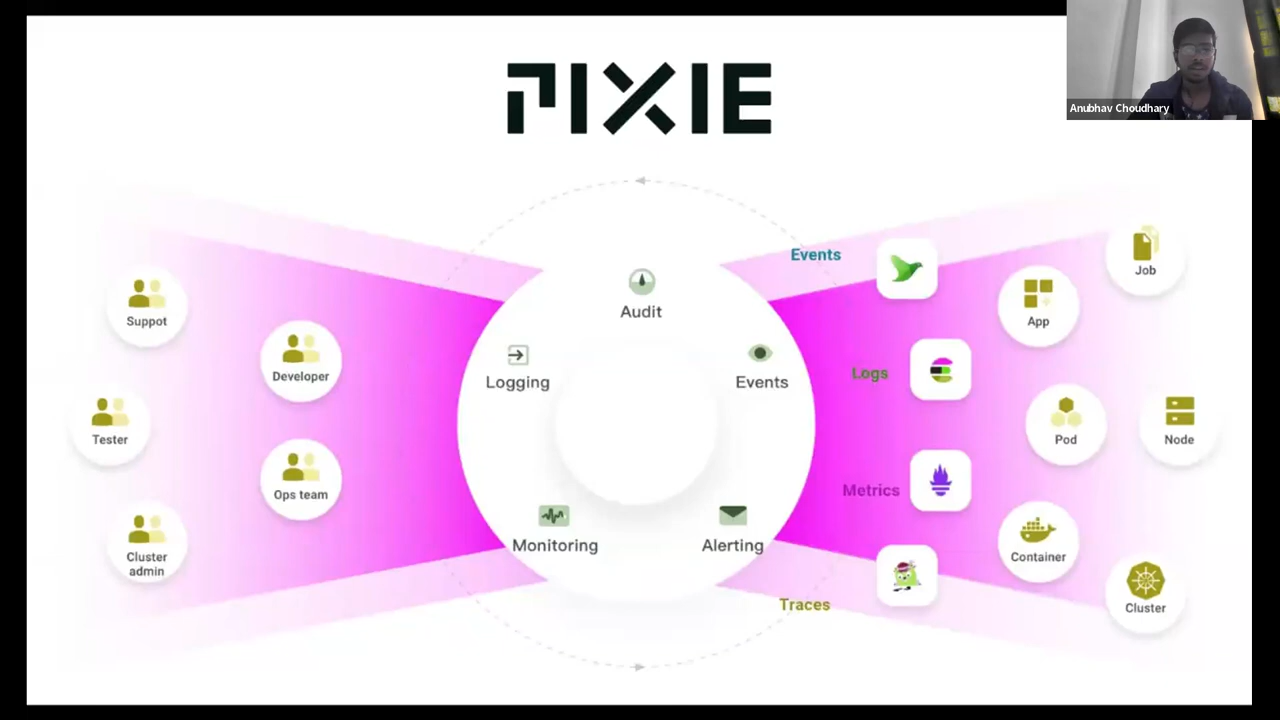 PIXIE
Anubhav Choudhary
Suppot
Developer
Tester
Ops team
Cluster
admin
Audit
Logging
Events
Monitoring
Alerting
Events
Logs
Metrics
Traces
Job
App
Pod
Node
Container
Cluster